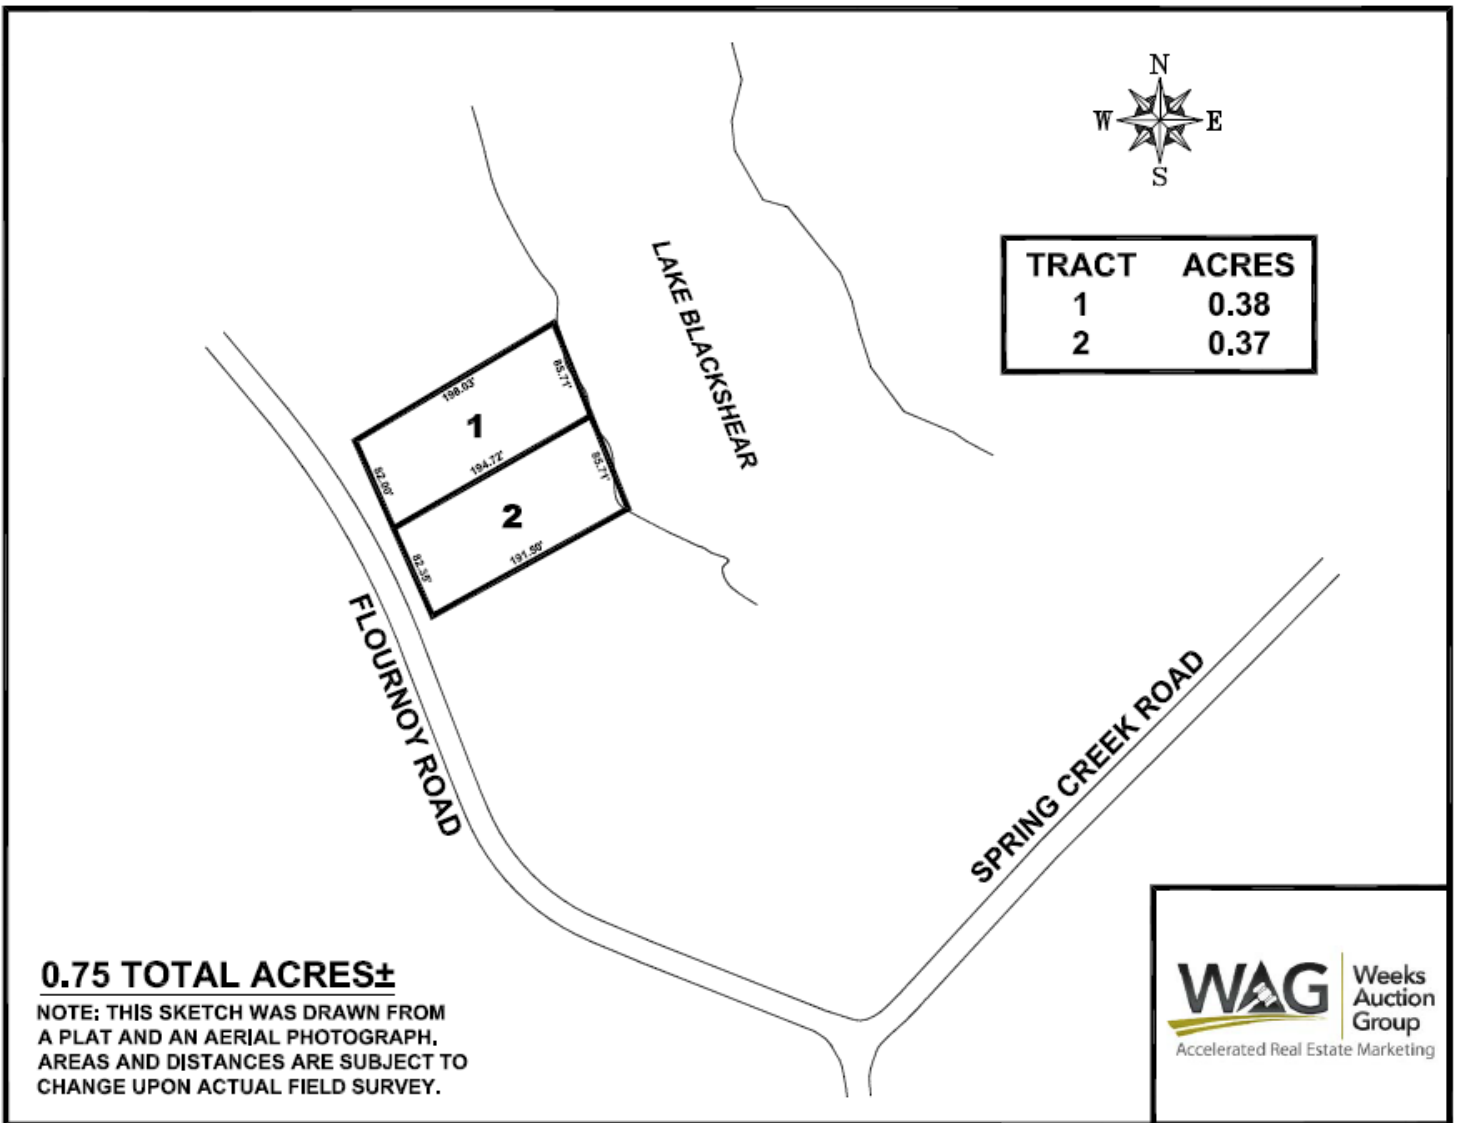 N
W E
S
TRACT ACRES
1 0.38
2 0.37
LAKE BLACKSHEAR
198.03'
85.71'
1
82.00'
194.72'
85.71'
2
82.35'
191.50'
FLOURNOY ROAD
SPRING CREEK ROAD
0.75 TOTAL ACRES±
NOTE: THIS SKETCH WAS DRAWN FROM
A PLAT AND AN AERIAL PHOTOGRAPH.
AREAS AND DISTANCES ARE SUBJECT TO
CHANGE UPON ACTUAL FIELD SURVEY.
WAG
Weeks
Auction
Group
Accelerated Real Estate Marketing